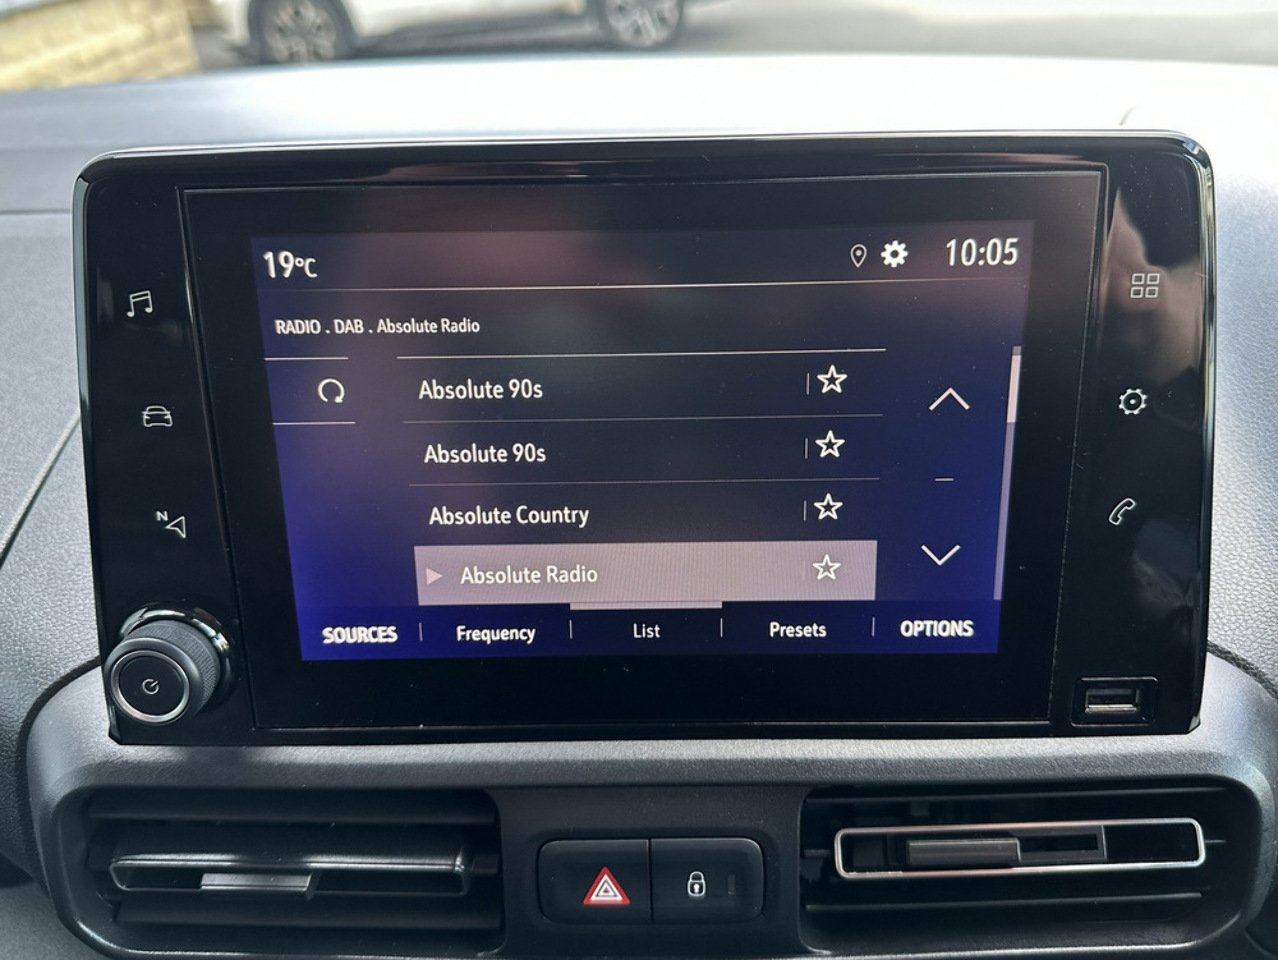 19°C 10:05
RADIO . DAB . Absolute Radio
Absolute 90s
Absolute 90s
Absolute Country
Absolute Radio
SOURCES Frequency List Presets OPTIONS
N